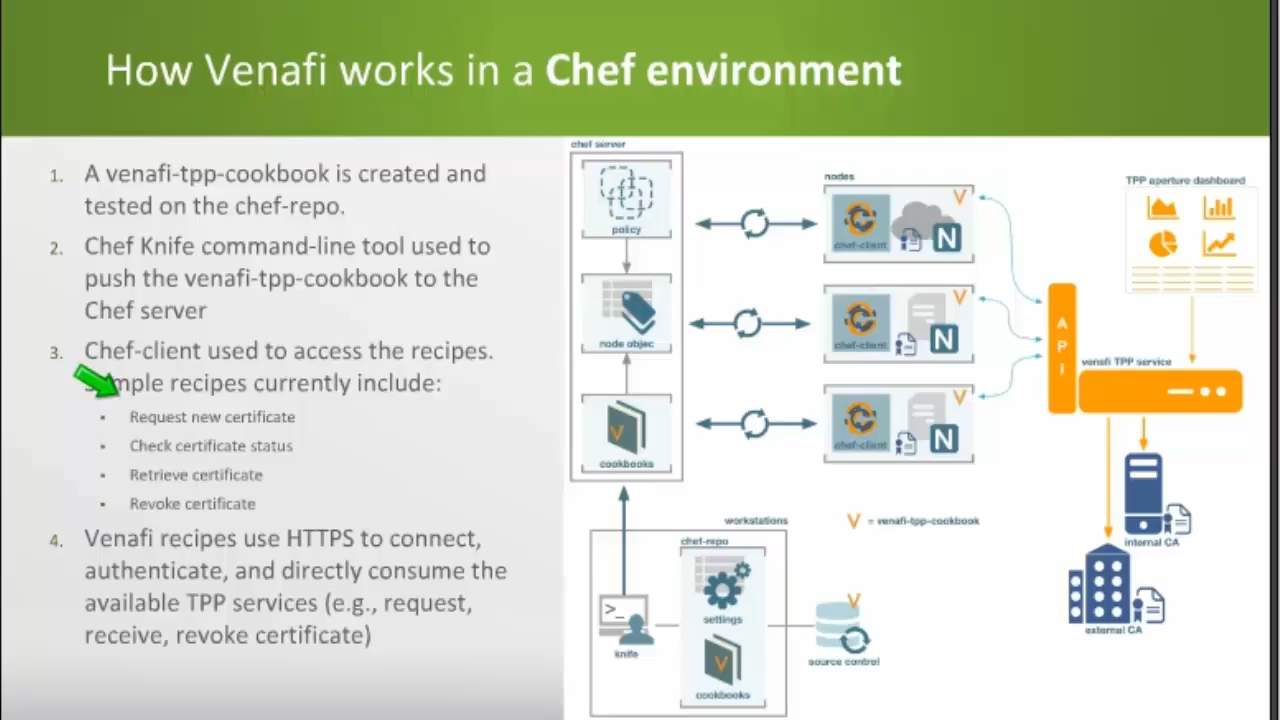 How Venafi works in a Chef environment
1. A venafi-tpp-cookbook is created and
tested on the chef-repo.
2. Chef Knife command-line tool used to
push the venafi-tpp-cookbook to the
Chef server
3. Chef-client used to access the recipes.
mple recipes currently include:
▪ Request new certificate
▪ Check certificate status
▪ Retrieve certificate
▪ Revoke certificate
4. Venafi recipes use HTTPS to connect,
authenticate, and directly consume the
available TPP services (e.g., request,
receive, revoke certificate)
chef server
policy
node objec
V
cookbooks
nodes
V
chef-client
N
V
chef-client
N
V
chef-client
N
TPP aperture dashboard
API
venafi TPP service
internal CA
external CA
V = venafi-tpp-cookbook
workstations
chef-repo
settings
>_
knife
V
cookbooks
V
source control